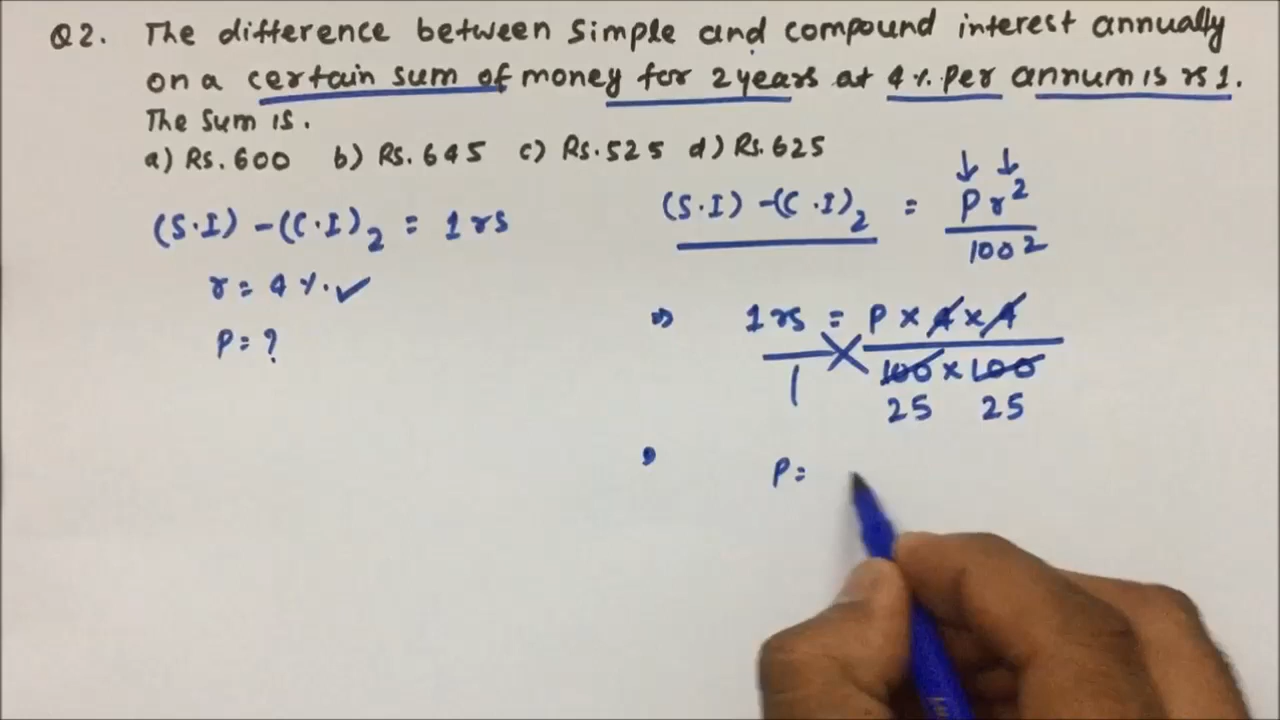 Q2. The difference between Simple and compound interest annually
on a certain sum of money for 2 years at 4 %. Per annum is rs 1.
The Sum is.
a) Rs. 600 b) Rs. 645 c) Rs. 525 d) Rs. 625
(S.I) - (C.I)2 = 1 rs
r = 4 %. ✓
P = ?
(S.I) - (C.I)2 = Pr²
100²
⇒ 1 rs = P × 4 × 4
1 100 × 100
25 25
P =